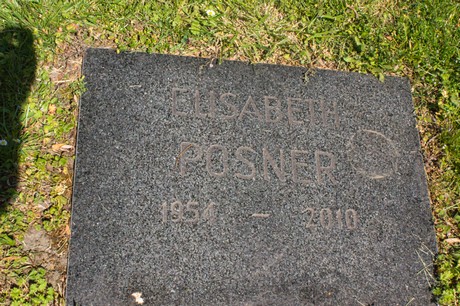 ELISABETH
POSNER
1954 – 2010